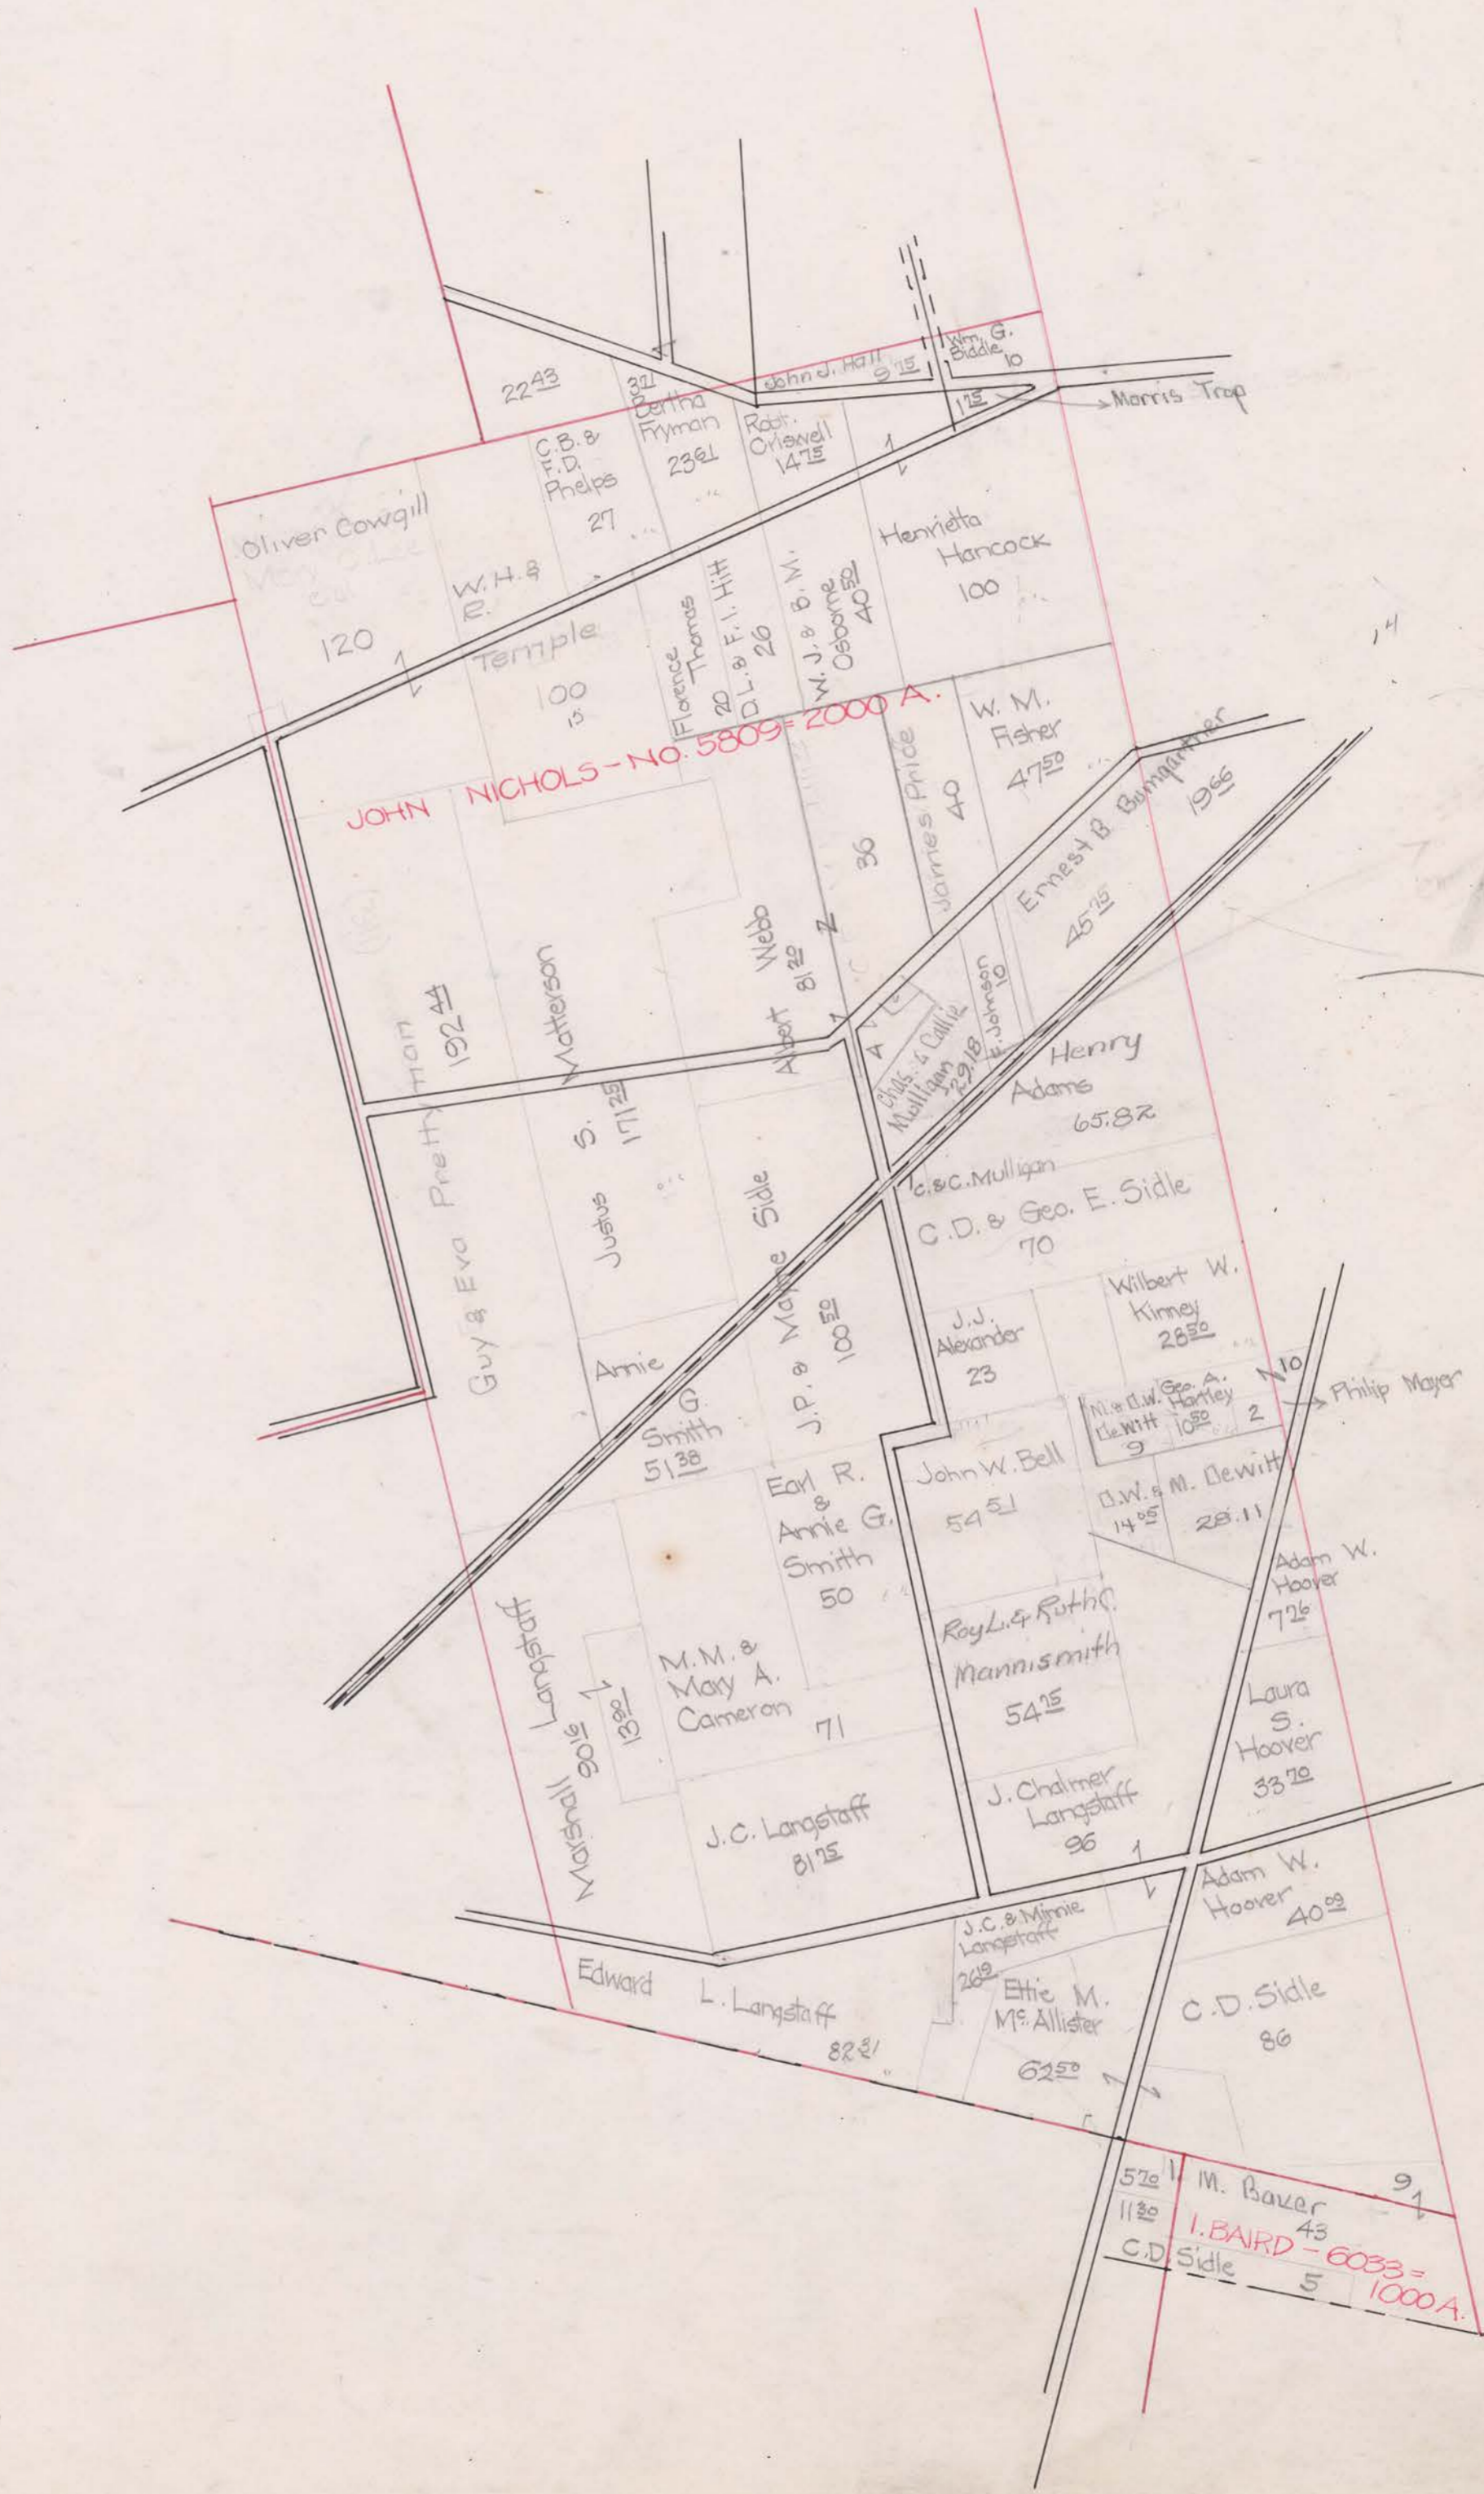 22 43
3 21
Bertha
Fryman
23 61
John J. Hall
9 75
Wm. G.
Biddle
10
1 75
Morris Trop
C.B. &
F.D.
Phelps
27
Robt.
Criswell
14 75
Oliver Cowgill
120
W.H. &
E.
Temple
100
Florence
Thomas
20
D.L. & F.I. Hitt
26
W.J. & B.M.
Osborne
40 50
Henrietta
Hancock
100
14
JOHN NICHOLS - NO. 5809 = 2000 A.
W. M.
Fisher
47 50
James Pride
40
36
Ernest B Bumgartner
19 66
45 75
Guy & Eva Prettyman
192 44
Justus S. Matterson
171 25
Albert Webb
81 20
4
Chas. & Callie
Mulligan
29.18
F. Johnson
10
Henry
Adams
65.82
C. & C. Mulligan
C.D. & Geo. E. Sidle
70
J.P. & Mayme Sidle
100 50
J.J.
Alexander
23
Wilbert W.
Kinney
28 50
Annie
G.
Smith
51 38
M. & D.W.
DeWitt
9
Geo. A.
Hartley
10 50
2
10
Philip Mayer
Earl R.
&
Annie G.
Smith
50
John W. Bell
54 51
D.W. & M. Dewitt
14 05
28.11
Adam W.
Hoover
7 26
Roy L. & Ruth C.
Mannismith
54 75
Marshall Langstaff
90 16
13 80
M.M. &
Mary A.
Cameron
71
Laura
S.
Hoover
33 70
J.C. Langstaff
81 75
J. Chalmer
Langstaff
96
Adam W.
Hoover
40 09
J.C. & Minnie
Langstaff
26 19
Edward L. Langstaff
82 31
Effie M.
McAllister
62 50
C.D. Sidle
86
5 70
I. M. Baker
43
9
11 30
I. BAIRD - 6033 =
1000 A.
C.D. Sidle
5